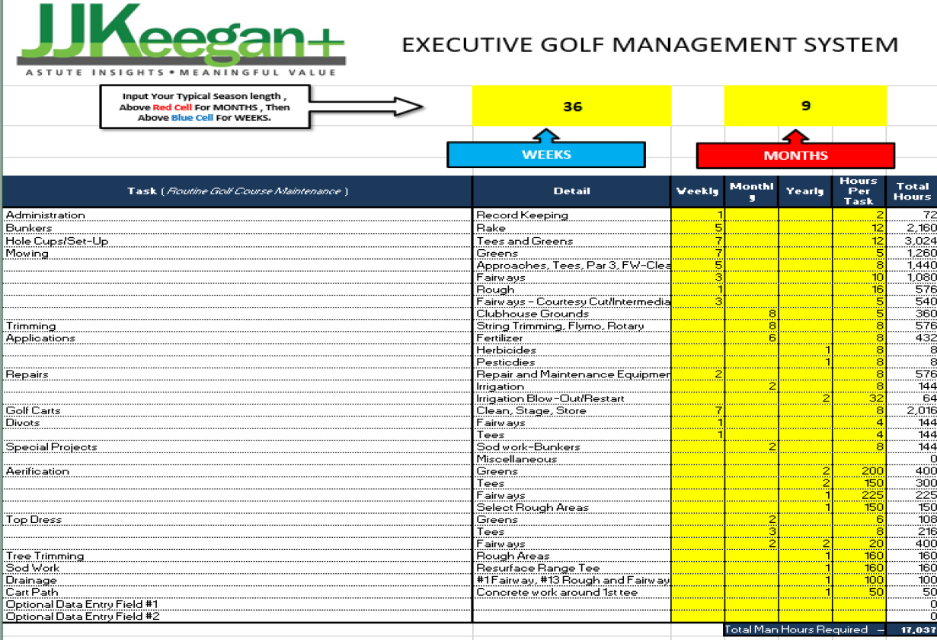 JJKeegan+
ASTUTE INSIGHTS • MEANINGFUL VALUE
EXECUTIVE GOLF MANAGEMENT SYSTEM
Input Your Typical Season length ,
Above Red Cell For MONTHS , Then
Above Blue Cell For WEEKS.
36 9
WEEKS MONTHS
Task ( Routine Golf Course Maintenance ) Detail Weekly Monthly Yearly Hours Per Task Total Hours
Administration Record Keeping 1 2 72
Bunkers Rake 5 12 2,160
Hole Cups/Set-Up Tees and Greens 7 12 3,024
Mowing Greens 7 5 1,260
Approaches, Tees, Par 3, FW-Clea 5 8 1,440
Fairways 3 10 1,080
Rough 1 16 576
Fairways - Courtesy Cut/Intermedia 3 5 540
Clubhouse Grounds 8 5 360
Trimming String Trimming, Flymo, Rotary 8 8 576
Applications Fertilizer 6 8 432
Herbicides 1 8 8
Pesticdies 1 8 8
Repairs Repair and Maintenance Equipmer 2 8 576
Irrigation 2 8 144
Irrigation Blow-Out/Restart 2 32 64
Golf Carts Clean, Stage, Store 7 8 2,016
Divots Fairways 1 4 144
Tees 1 4 144
Special Projects Sod work-Bunkers 2 8 144
Miscellaneous 0
Aerification Greens 2 200 400
Tees 2 150 300
Fairways 1 225 225
Select Rough Areas 1 150 150
Top Dress Greens 2 6 108
Tees 3 8 216
Fairways 2 2 20 400
Tree Trimming Rough Areas 1 160 160
Sod Work Resurface Range Tee 1 160 160
Drainage #1 Fairway, #13 Rough and Fairway 1 100 100
Cart Path Concrete work around 1st tee 1 50 50
Optional Data Entry Field #1 0
Optional Data Entry Field #2 0
Total Man Hours Required - 17,037